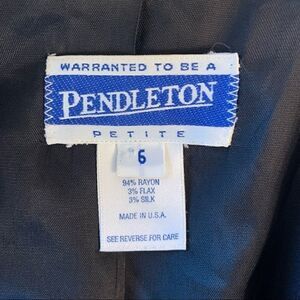 WARRANTED TO BE A
PENDLETON
PETITE
6
94% RAYON
3% FLAX
3% SILK
MADE IN U.S.A.
SEE REVERSE FOR CARE